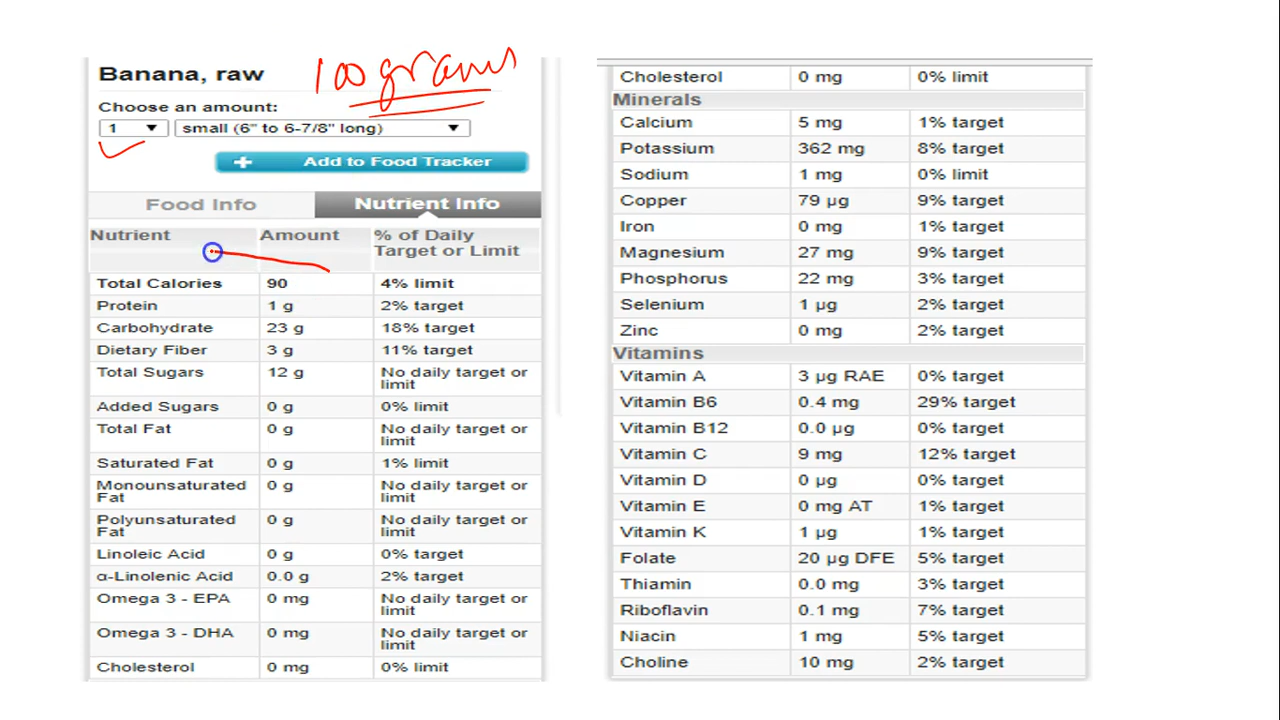 Banana, raw 100 grams
Choose an amount:
1 small (6" to 6-7/8" long)
+ Add to Food Tracker
Food Info Nutrient Info
Nutrient Amount % of Daily
Target or Limit
Total Calories 90 4% limit
Protein 1 g 2% target
Carbohydrate 23 g 18% target
Dietary Fiber 3 g 11% target
Total Sugars 12 g No daily target or
limit
Added Sugars 0 g 0% limit
Total Fat 0 g No daily target or
limit
Saturated Fat 0 g 1% limit
Monounsaturated 0 g No daily target or
Fat limit
Polyunsaturated 0 g No daily target or
Fat limit
Linoleic Acid 0 g 0% target
α-Linolenic Acid 0.0 g 2% target
Omega 3 - EPA 0 mg No daily target or
limit
Omega 3 - DHA 0 mg No daily target or
limit
Cholesterol 0 mg 0% limit
Cholesterol 0 mg 0% limit
Minerals
Calcium 5 mg 1% target
Potassium 362 mg 8% target
Sodium 1 mg 0% limit
Copper 79 µg 9% target
Iron 0 mg 1% target
Magnesium 27 mg 9% target
Phosphorus 22 mg 3% target
Selenium 1 µg 2% target
Zinc 0 mg 2% target
Vitamins
Vitamin A 3 µg RAE 0% target
Vitamin B6 0.4 mg 29% target
Vitamin B12 0.0 µg 0% target
Vitamin C 9 mg 12% target
Vitamin D 0 µg 0% target
Vitamin E 0 mg AT 1% target
Vitamin K 1 µg 1% target
Folate 20 µg DFE 5% target
Thiamin 0.0 mg 3% target
Riboflavin 0.1 mg 7% target
Niacin 1 mg 5% target
Choline 10 mg 2% target